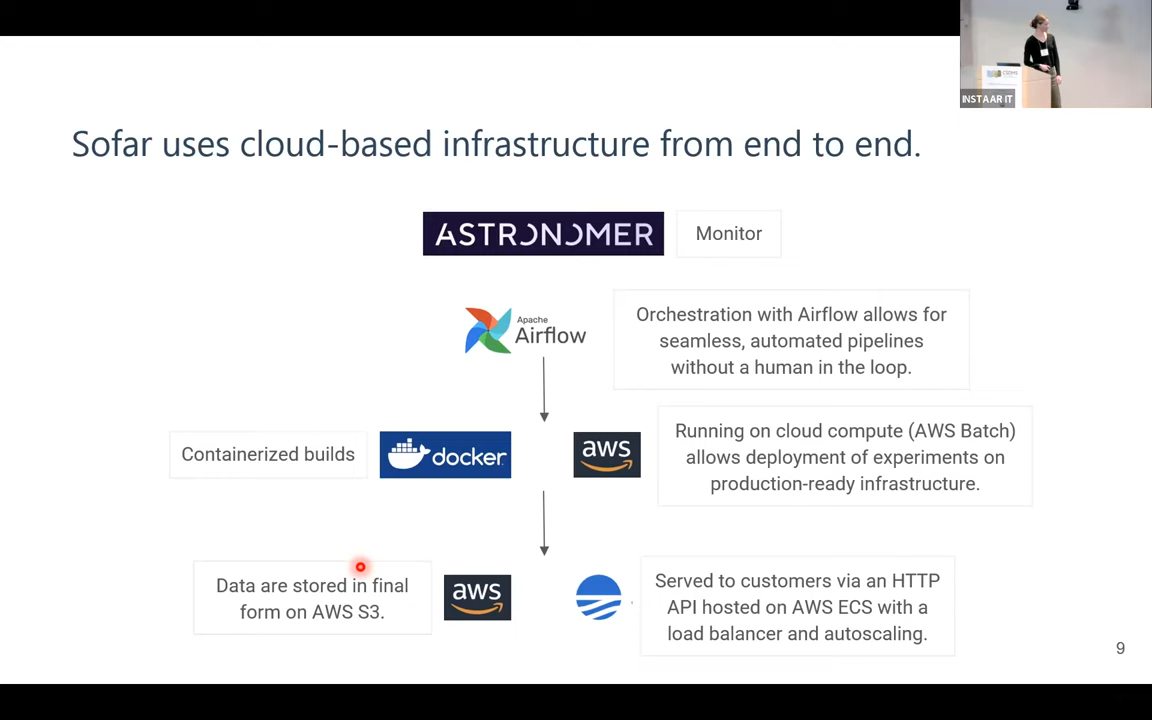 INSTAAR IT
Sofar uses cloud-based infrastructure from end to end.
ASTRONOMER
Monitor
Apache
Airflow
Orchestration with Airflow allows for
seamless, automated pipelines
without a human in the loop.
Containerized builds
docker
aws
Running on cloud compute (AWS Batch)
allows deployment of experiments on
production-ready infrastructure.
Data are stored in final
form on AWS S3.
aws
Served to customers via an HTTP
API hosted on AWS ECS with a
load balancer and autoscaling.
9